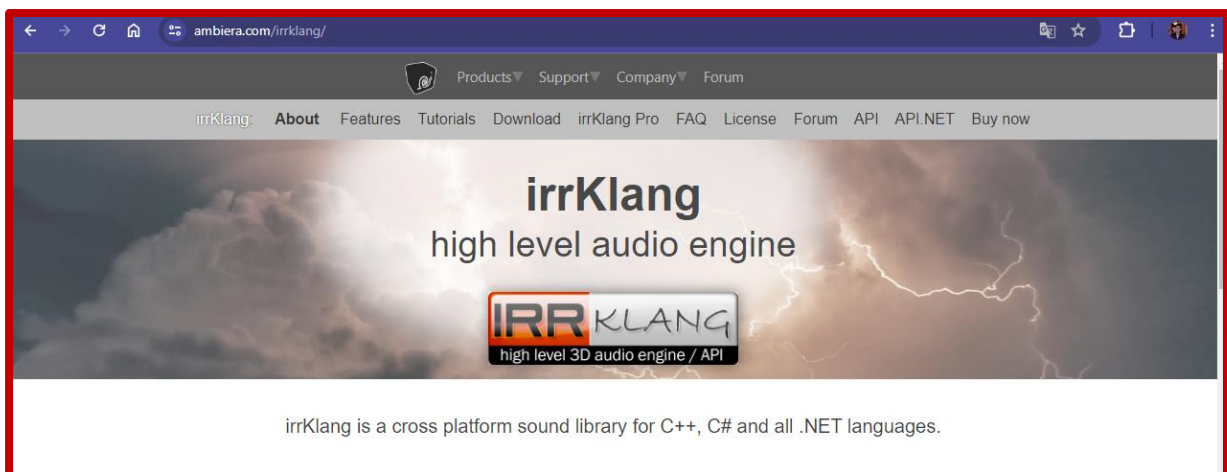 ambiera.com/irrklang/
Products Support Company Forum
irrKlang: About Features Tutorials Download irrKlang Pro FAQ License Forum API API.NET Buy now
irrKlang
high level audio engine
IRR KLANG
high level 3D audio engine / API
irrKlang is a cross platform sound library for C++, C# and all .NET languages.